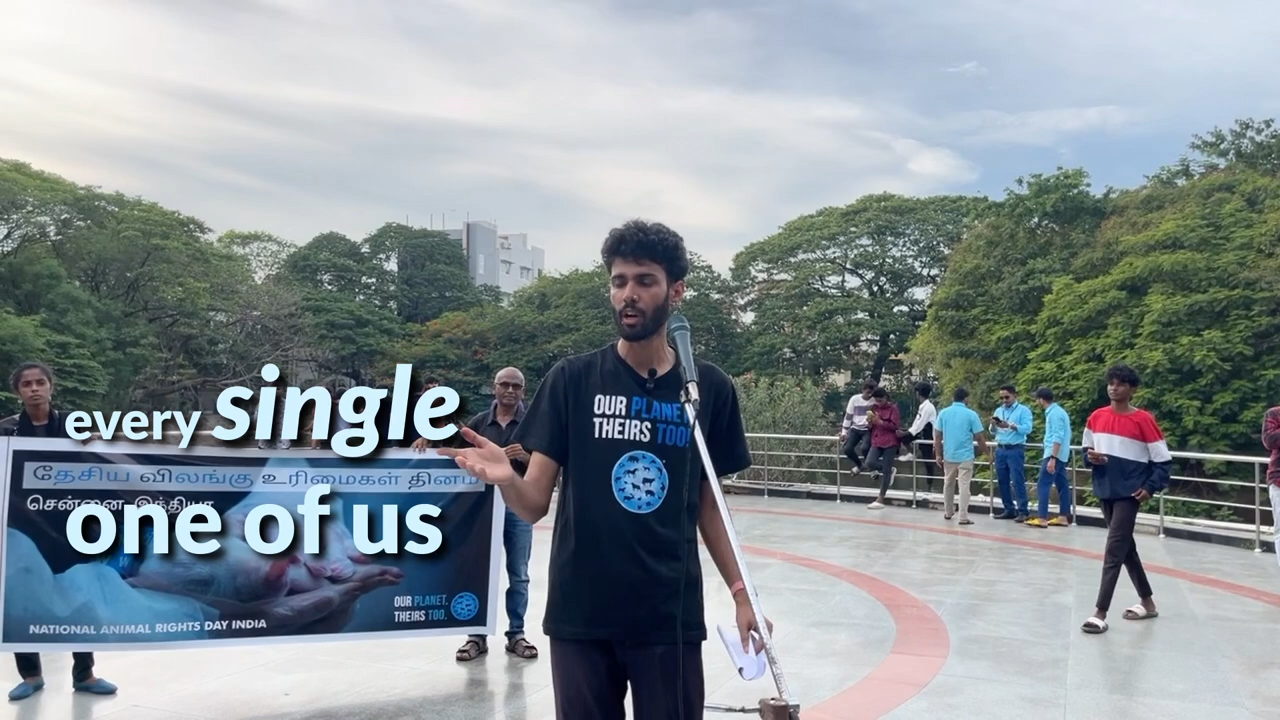 every single
one of us
தேசிய விலங்கு உரிமைகள் தினம்
சென்னை இந்தியா
OUR PLANET.
THEIRS TOO.
NATIONAL ANIMAL RIGHTS DAY INDIA
OUR PLANET
THEIRS TOO.